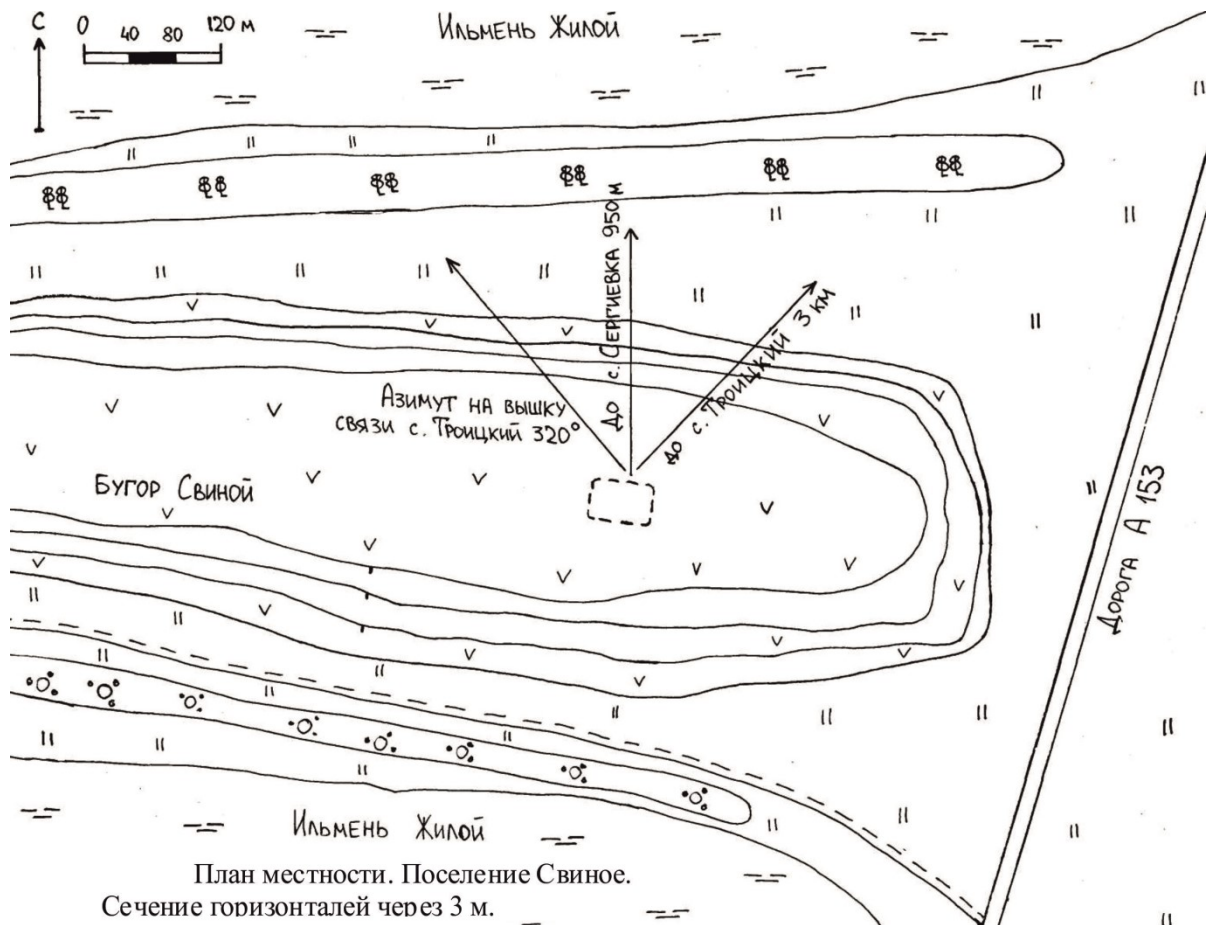 С
0 40 80 120 м
Ильмень Жилой
До с. Сергиевка 950 м
До с. Троицкий 3 км
Азимут на вышку
связи с. Троицкий 320°
Бугор Свиной
Дорога А 153
Ильмень Жилой
План местности. Поселение Свиное.
Сечение горизонталей через 3 м.